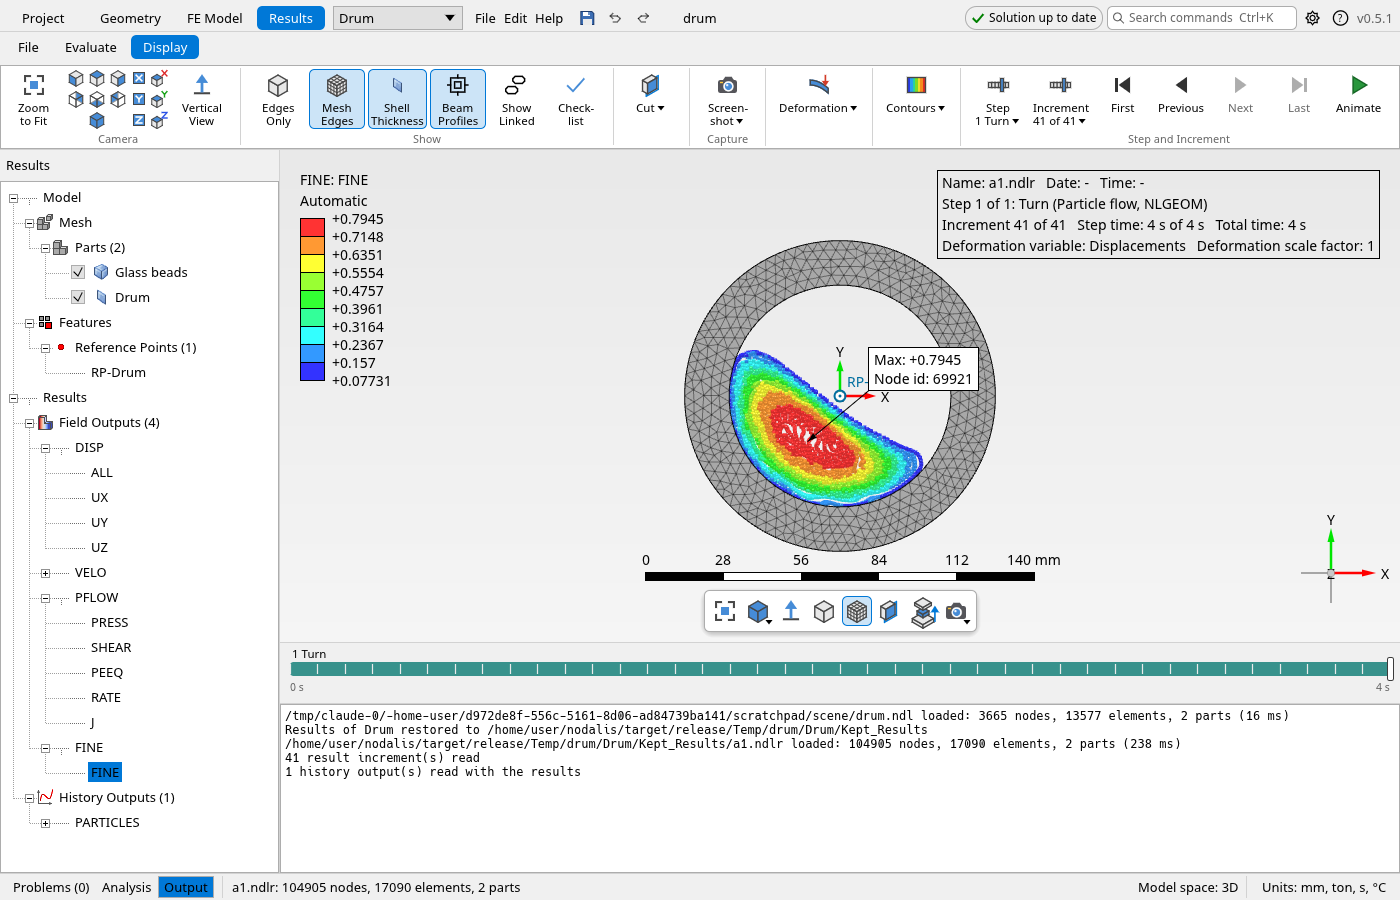 Project Geometry FE Model Results Drum File Edit Help drum Solution up to date Search commands Ctrl+K v0.5.1
File Evaluate Display
Zoom to Fit
Vertical View
Camera
Edges Only
Mesh Edges
Shell Thickness
Beam Profiles
Show Linked
Check-list
Show
Cut
Screen-shot
Capture
Deformation
Contours
Step 1 Turn
Increment 41 of 41
First
Previous
Next
Last
Animate
Step and Increment
Results
Model
Mesh
Parts (2)
Glass beads
Drum
Features
Reference Points (1)
RP-Drum
Results
Field Outputs (4)
DISP
ALL
UX
UY
UZ
VELO
PFLOW
PRESS
SHEAR
PEEQ
RATE
J
FINE
FINE
History Outputs (1)
PARTICLES
FINE: FINE
Automatic
+0.7945
+0.7148
+0.6351
+0.5554
+0.4757
+0.3961
+0.3164
+0.2367
+0.157
+0.07731
Name: a1.ndlr Date: - Time: -
Step 1 of 1: Turn (Particle flow, NLGEOM)
Increment 41 of 41 Step time: 4 s of 4 s Total time: 4 s
Deformation variable: Displacements Deformation scale factor: 1
Max: +0.7945
Node id: 69921
Y
RP-
X
0 28 56 84 112 140 mm
Y
X
Z
1 Turn
0 s 4 s
/tmp/claude-0/-home-user/d972de8f-556c-5161-8d06-ad84739ba141/scratchpad/scene/drum.ndl loaded: 3665 nodes, 13577 elements, 2 parts (16 ms)
Results of Drum restored to /home/user/nodalis/target/release/Temp/drum/Drum/Kept_Results
/home/user/nodalis/target/release/Temp/drum/Drum/Kept_Results/a1.ndlr loaded: 104905 nodes, 17090 elements, 2 parts (238 ms)
41 result increment(s) read
1 history output(s) read with the results
Problems (0) Analysis Output a1.ndlr: 104905 nodes, 17090 elements, 2 parts Model space: 3D Units: mm, ton, s, °C